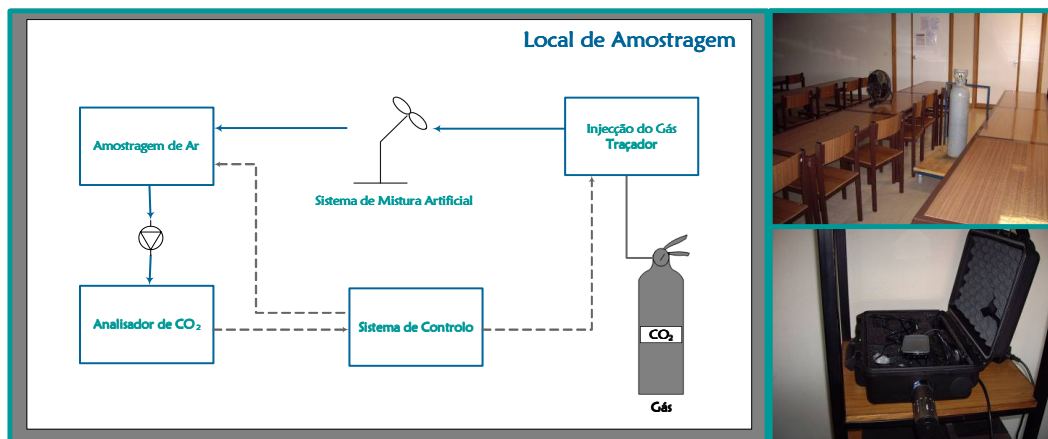 Local de Amostragem
Amostragem de Ar
Injecção do Gás
Traçador
Sistema de Mistura Artificial
Analisador de CO₂
Sistema de Controlo
CO₂
Gás